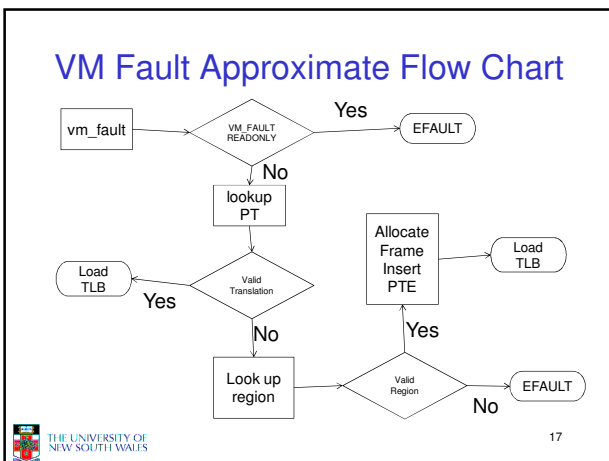 VM Fault Approximate Flow Chart
vm_fault
VM_FAULT
READONLY
Yes
EFAULT
No
lookup
PT
Valid
Translation
Yes
Load
TLB
No
Look up
region
Valid
Region
Yes
Allocate
Frame
Insert
PTE
Load
TLB
No
EFAULT
THE UNIVERSITY OF
NEW SOUTH WALES
17